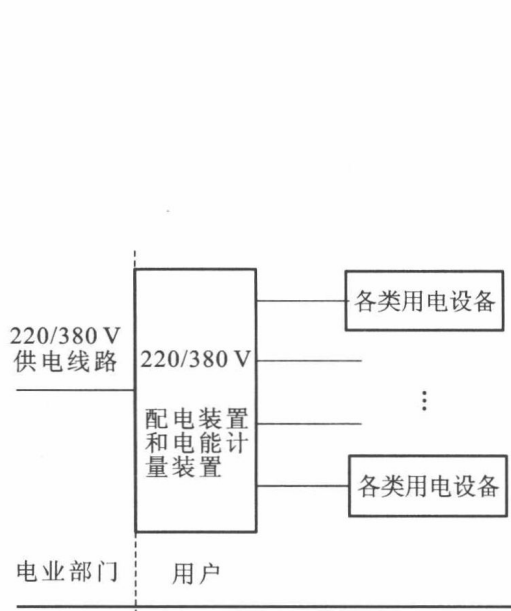 220/380 V
供电线路
220/380 V
配电装置
和电能计
量装置
各类用电设备
⋮
各类用电设备
电业部门
用户